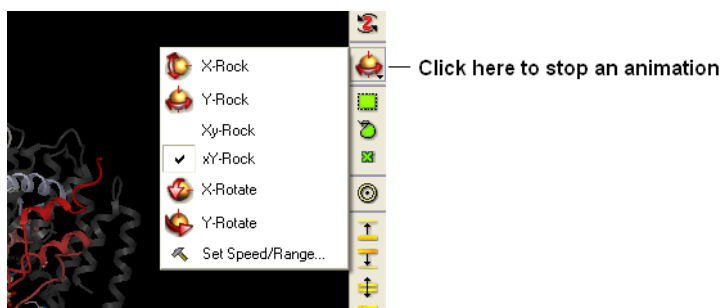 X-Rock
Click here to stop an animation
Y-Rock
Xy-Rock
xY-Rock
X-Rotate
Y-Rotate
Set Speed/Range...